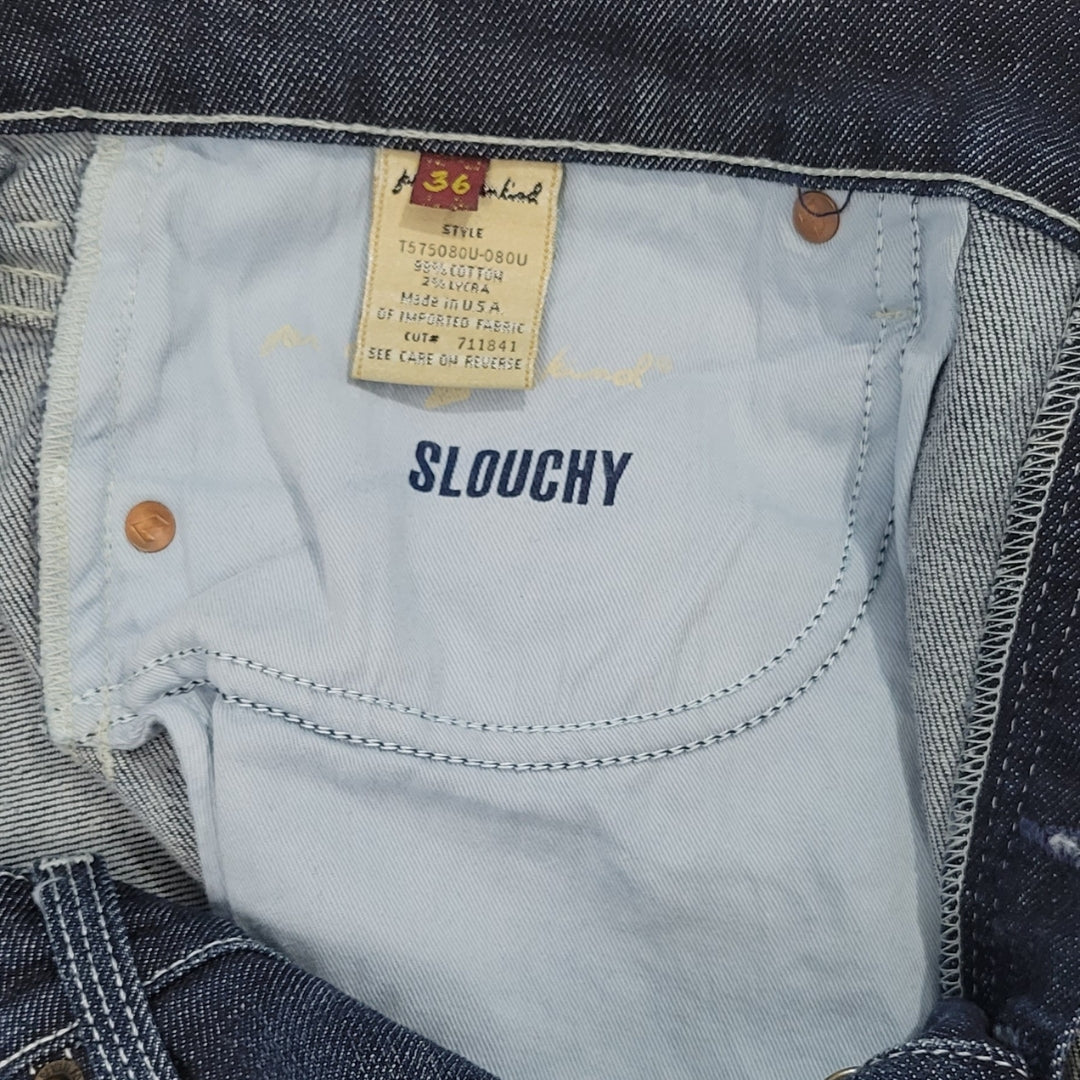 36
STYLE
T575080U-080U
98% COTTON
2% LYCRA
Made in U.S.A.
OF IMPORTED FABRIC
CUT# 711841
SEE CARE ON REVERSE
kind
SLOUCHY